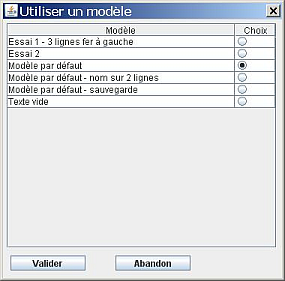 Utiliser un modèle
Modèle Choix
Essai 1 - 3 lignes fer à gauche
Essai 2
Modèle par défaut
Modèle par défaut - nom sur 2 lignes
Modèle par défaut - sauvegarde
Texte vide
Valider Abandon